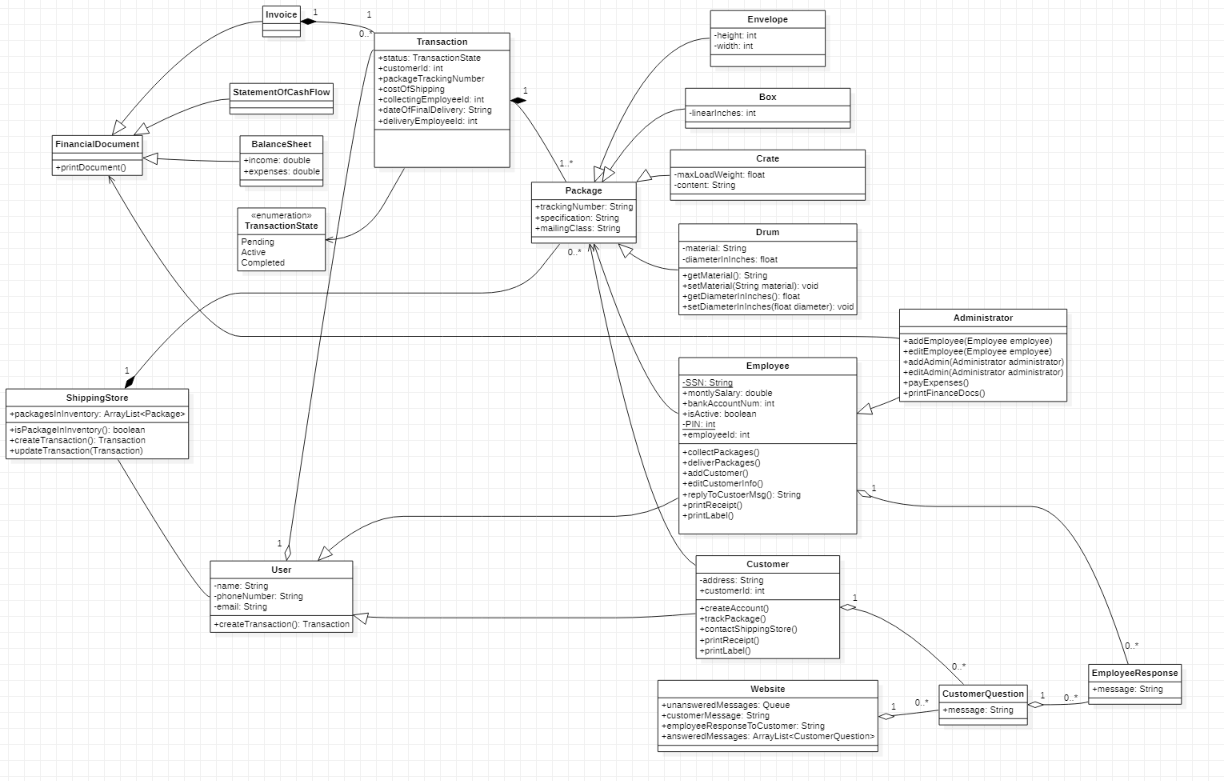 Invoice
1
1
0..*
Transaction
+status: TransactionState
+customerId: int
+packageTrackingNumber
+costOfShipping
+collectingEmployeeId: int
+dateOfFinalDelivery: String
+deliveryEmployeeId: int
1
1..*
Envelope
-height: int
-width: int
StatementOfCashFlow
Box
-linearInches: int
FinancialDocument
+printDocument()
BalanceSheet
+income: double
+expenses: double
Crate
-maxLoadWeight: float
-content: String
Package
+trackingNumber: String
+specification: String
+mailingClass: String
0..*
«enumeration»
TransactionState
Pending
Active
Completed
Drum
-material: String
-diameterInInches: float
+getMaterial(): String
+setMaterial(String material): void
+getDiameterInInches(): float
+setDiameterInInches(float diameter): void
Administrator
+addEmployee(Employee employee)
+editEmployee(Employee employee)
+addAdmin(Administrator administrator)
+editAdmin(Administrator administrator)
+payExpenses()
+printFinanceDocs()
1
ShippingStore
+packagesInInventory: ArrayList<Package>
+isPackageInInventory(): boolean
+createTransaction(): Transaction
+updateTransaction(Transaction)
Employee
-SSN: String
+montlySalary: double
+bankAccountNum: int
+isActive: boolean
-PIN: int
+employeeId: int
+collectPackages()
+deliverPackages()
+addCustomer()
+editCustomerInfo()
+replyToCustoerMsg(): String
+printReceipt()
+printLabel()
1
1
User
-name: String
-phoneNumber: String
-email: String
+createTransaction(): Transaction
Customer
-address: String
+customerId: int
+createAccount()
+trackPackage()
+contactShippingStore()
+printReceipt()
+printLabel()
1
0..*
0..*
EmployeeResponse
+message: String
Website
+unansweredMessages: Queue
+customerMessage: String
+employeeResponseToCustomer: String
+answeredMessages: ArrayList<CustomerQuestion>
1
0..*
CustomerQuestion
+message: String
1
0..*